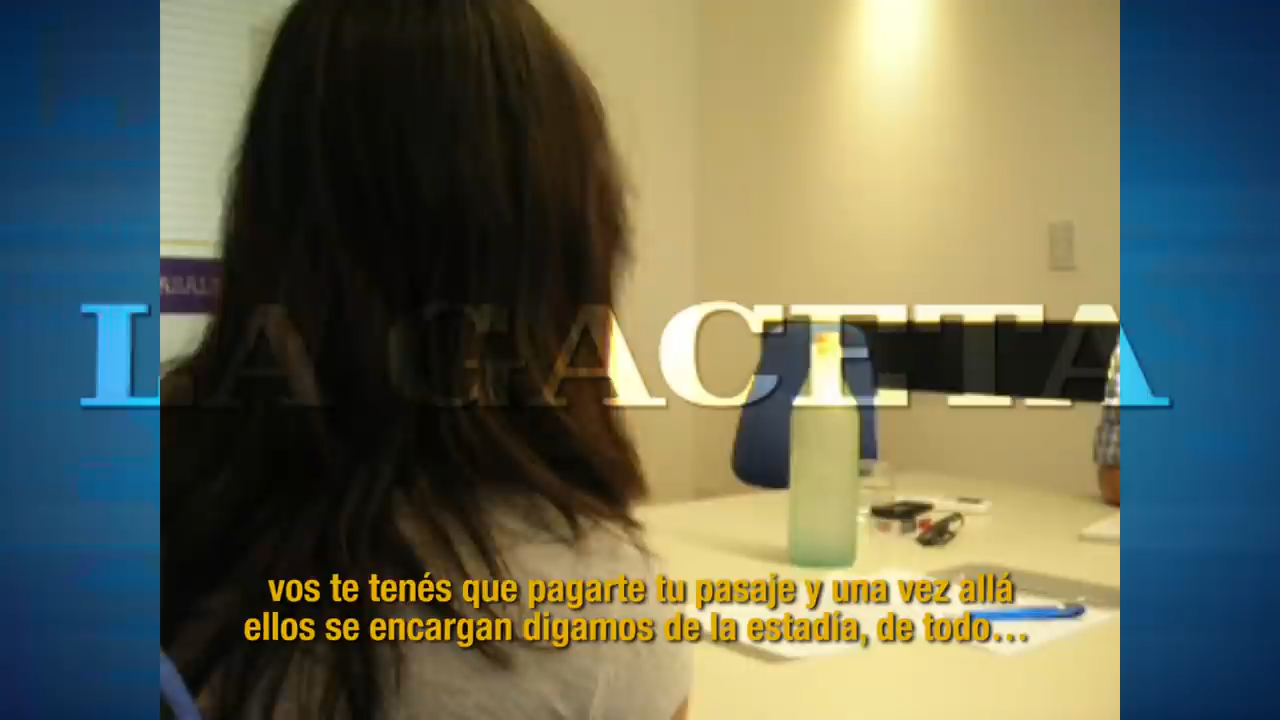 LA GACETA
vos te tenés que pagarte tu pasaje y una vez allá
ellos se encargan digamos de la estadía, de todo...